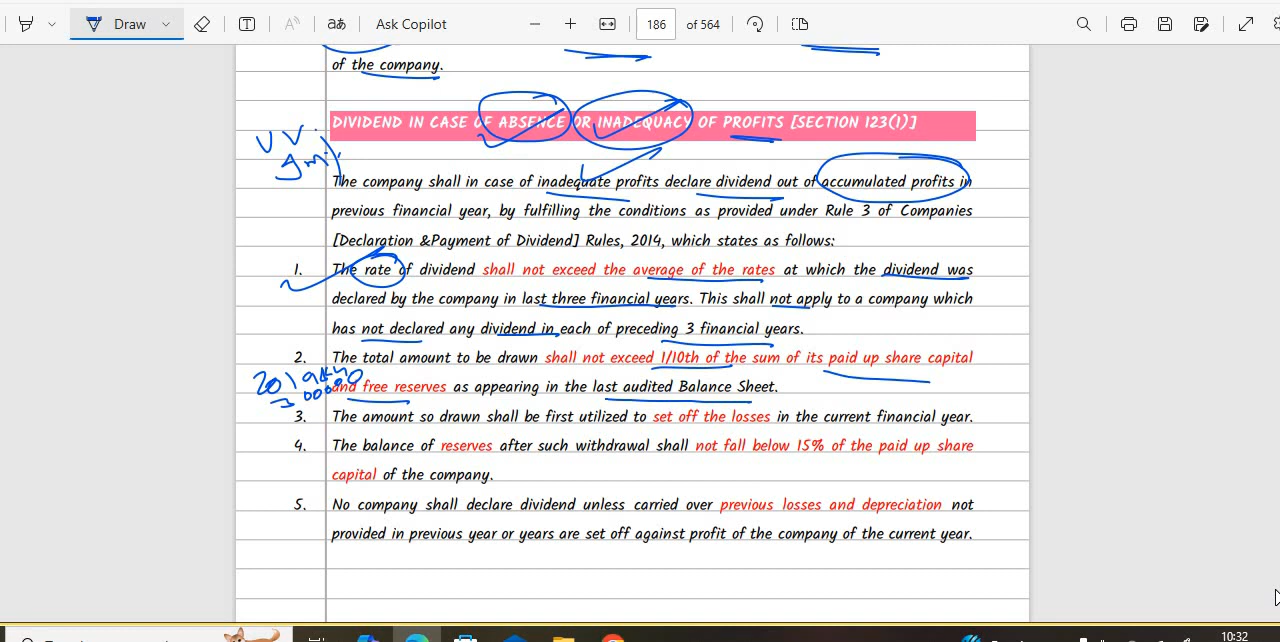 Draw
aあ
Ask Copilot
186 of 564
of the company.
DIVIDEND IN CASE OF ABSENCE OR INADEQUACY OF PROFITS [SECTION 123(1)]
The company shall in case of inadequate profits declare dividend out of accumulated profits in
previous financial year, by fulfilling the conditions as provided under Rule 3 of Companies
[Declaration &Payment of Dividend] Rules, 2014, which states as follows:
1. The rate of dividend shall not exceed the average of the rates at which the dividend was
declared by the company in last three financial years. This shall not apply to a company which
has not declared any dividend in each of preceding 3 financial years.
2. The total amount to be drawn shall not exceed 1/10th of the sum of its paid up share capital
and free reserves as appearing in the last audited Balance Sheet.
3. The amount so drawn shall be first utilized to set off the losses in the current financial year.
4. The balance of reserves after such withdrawal shall not fall below 15% of the paid up share
capital of the company.
5. No company shall declare dividend unless carried over previous losses and depreciation not
provided in previous year or years are set off against profit of the company of the current year.
10:32